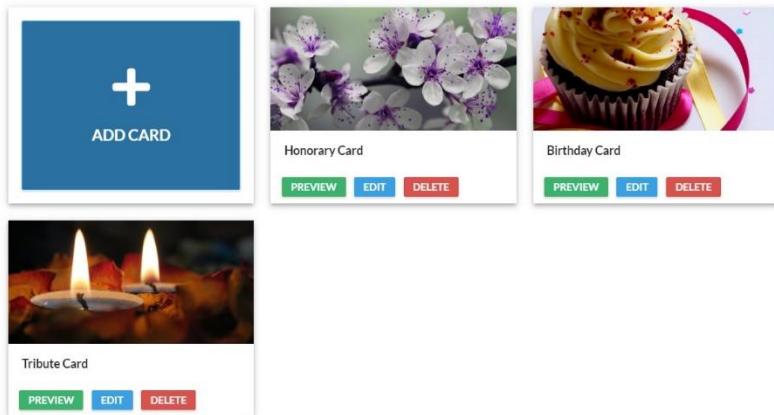 ADD CARD
Honorary Card
PREVIEW EDIT DELETE
Birthday Card
PREVIEW EDIT DELETE
Tribute Card
PREVIEW EDIT DELETE